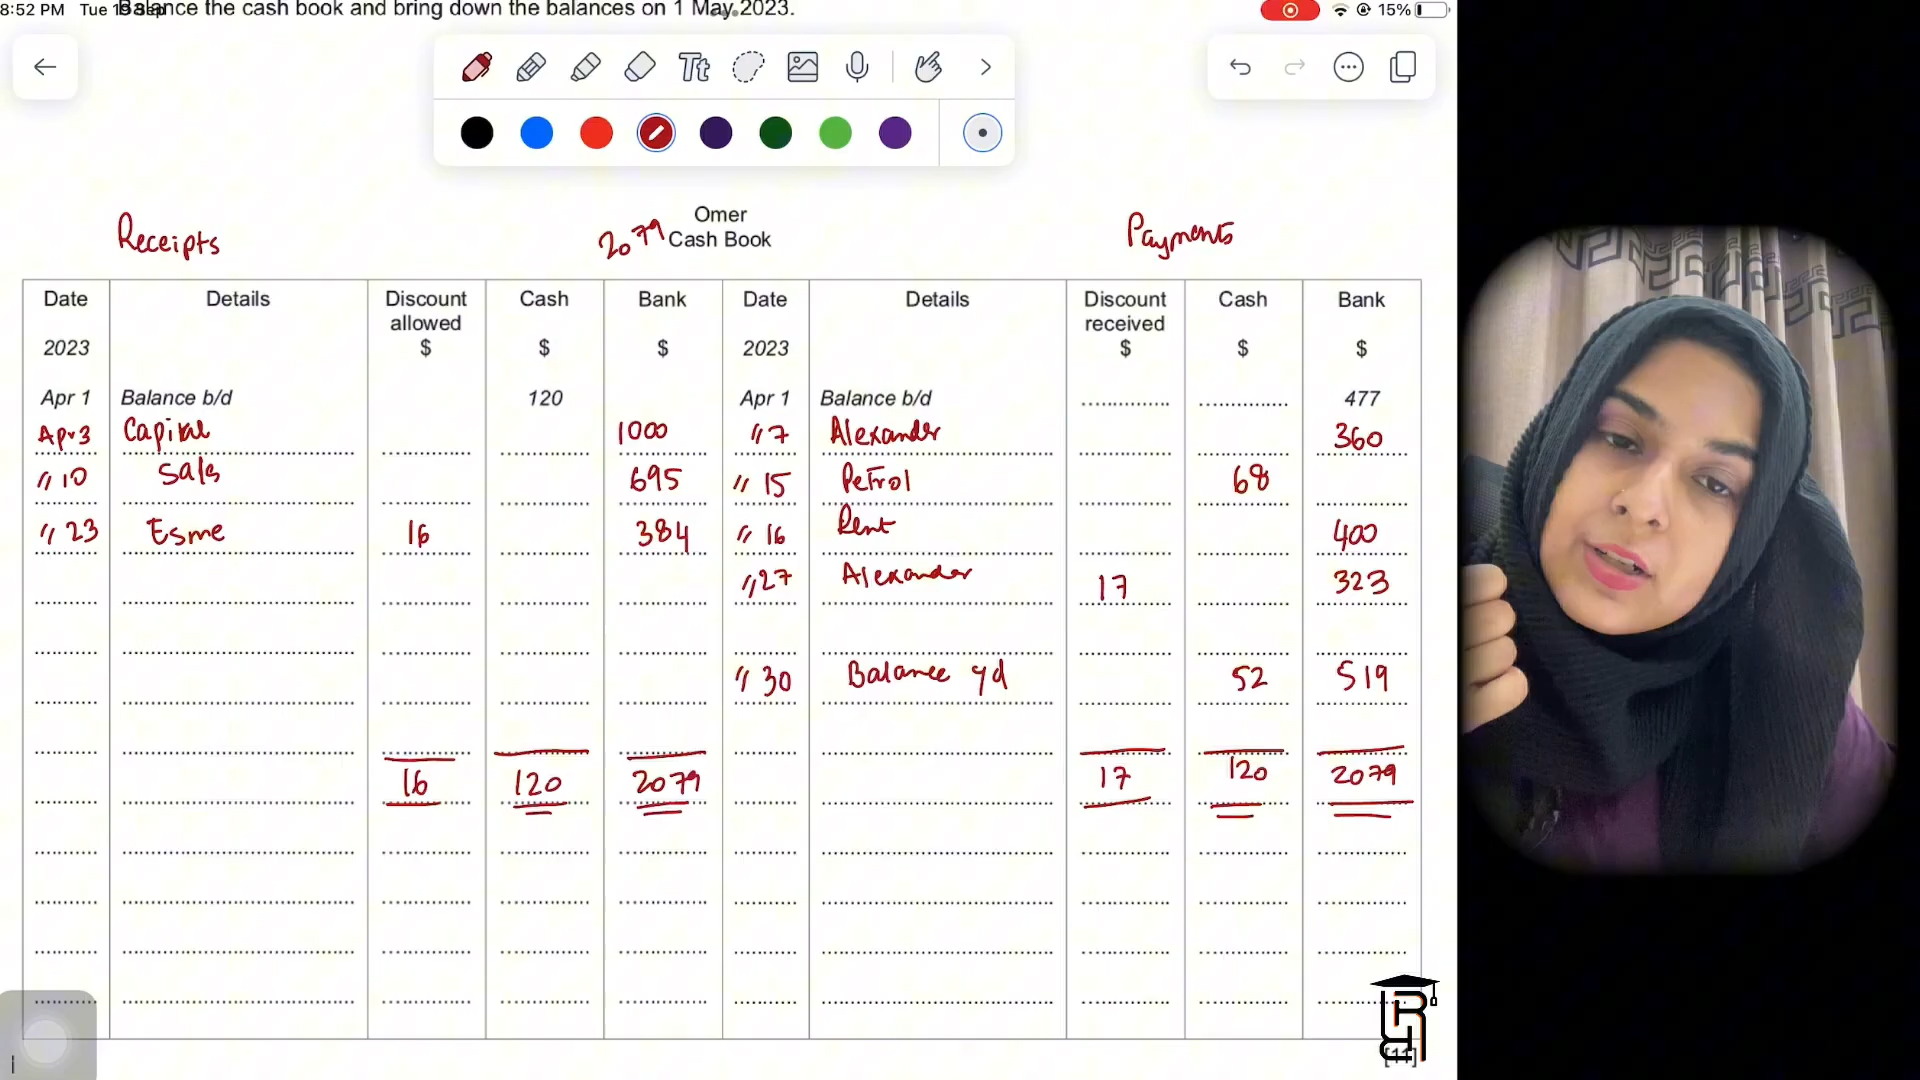 8:52 PM Tue 19 Sep
Balance the cash book and bring down the balances on 1 May 2023.
15%
Tt
Omer
Receipts 2079 Cash Book Payments
Date Details Discount allowed Cash Bank Date Details Discount received Cash Bank
2023 $ $ $ 2023 $ $ $
Apr 1 Balance b/d 120 Apr 1 Balance b/d 477
Apr 3 Capital 1000 " 7 Alexander 360
" 10 Sales 695 " 15 Petrol 68
" 23 Esme 16 384 " 16 Rent 400
" 27 Alexander 17 323
" 30 Balance c/d 52 519
16 120 2079 17 120 2079
[11]